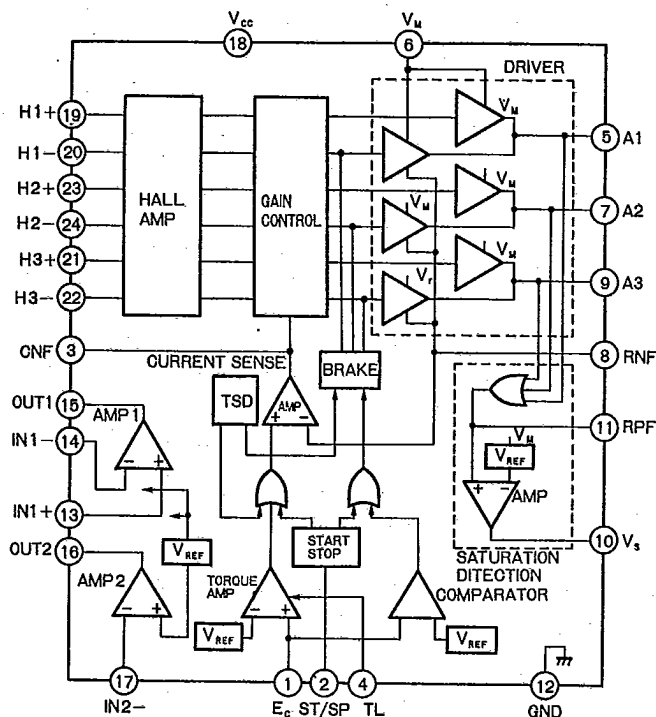 VCC
VM
18
6
DRIVER
H1+ 19
H1- 20
H2+ 23
H2- 24
H3+ 21
H3- 22
HALL AMP
GAIN CONTROL
VM
VM
VM
VM
Vr
5 A1
7 A2
9 A3
CNF 3
CURRENT SENSE
BRAKE
8 RNF
OUT1 15
AMP1
TSD
AMP
+ -
11 RPF
IN1- 14
- +
VM
VREF
+ -
AMP
IN1+ 13
OUT2 16
VREF
START STOP
10 VS
SATURATION
DITECTION
AMP2
TORQUE AMP
COMPARATOR
- +
- +
VREF
VREF
17
1
2
4
12
IN2-
EC
ST/SP
TL
GND